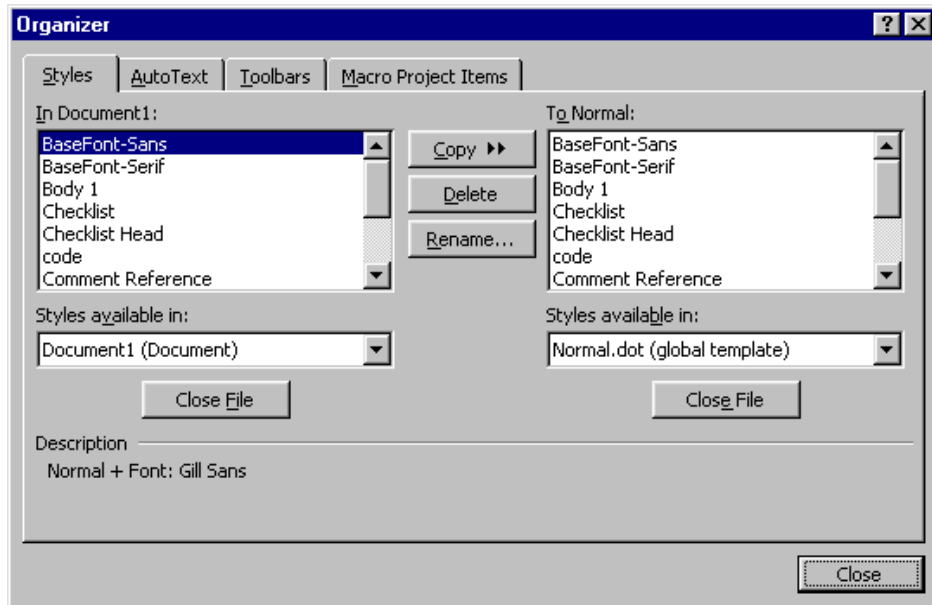 Organizer
Styles AutoText Toolbars Macro Project Items
In Document1:
BaseFont-Sans
BaseFont-Serif
Body 1
Checklist
Checklist Head
code
Comment Reference
Copy
Delete
Rename...
To Normal:
BaseFont-Sans
BaseFont-Serif
Body 1
Checklist
Checklist Head
code
Comment Reference
Styles available in:
Document1 (Document)
Close File
Styles available in:
Normal.dot (global template)
Close File
Description
Normal + Font: Gill Sans
Close